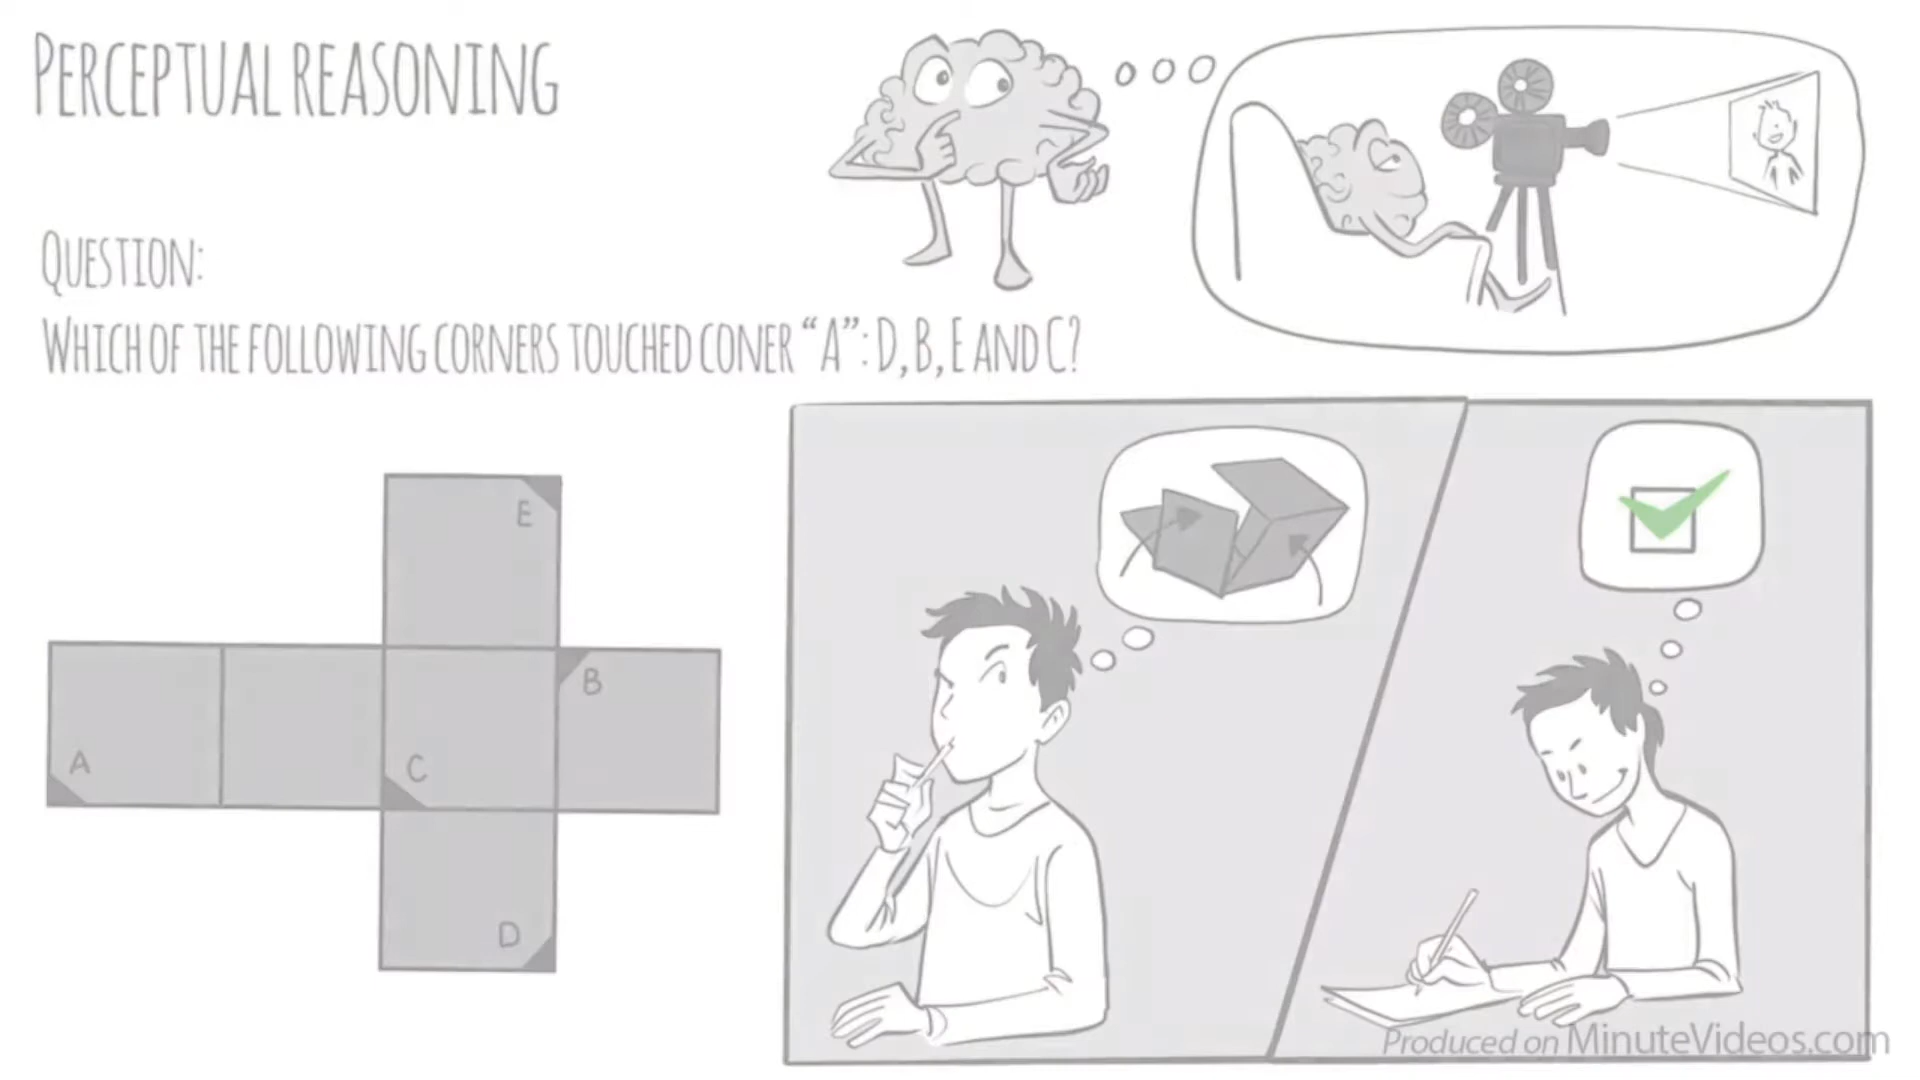 PERCEPTUAL REASONING
QUESTION:
WHICH OF THE FOLLOWING CORNERS TOUCHED CONER “A”: D, B, E AND C?
E
B
A
C
D
Produced on MinuteVideos.com